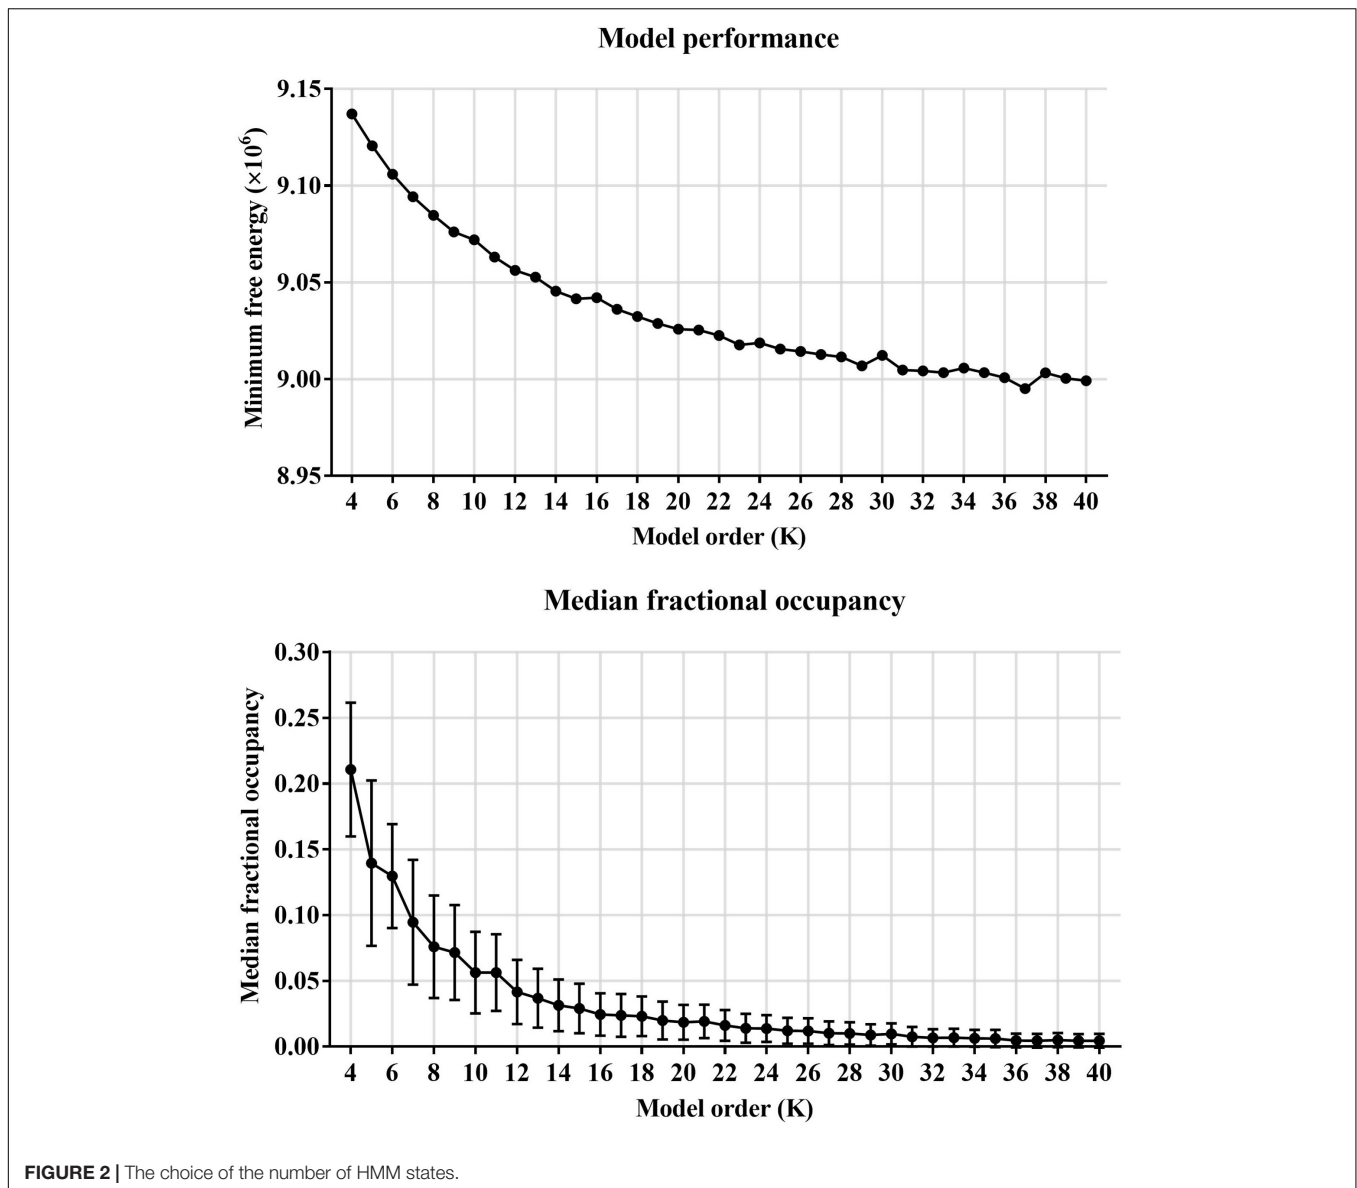 Model performance
9.15
9.10
9.05
9.00
8.95
Minimum free energy (×10⁶)
4 6 8 10 12 14 16 18 20 22 24 26 28 30 32 34 36 38 40
Model order (K)
Median fractional occupancy
0.30
0.25
0.20
0.15
0.10
0.05
0.00
Median fractional occupancy
4 6 8 10 12 14 16 18 20 22 24 26 28 30 32 34 36 38 40
Model order (K)
FIGURE 2 | The choice of the number of HMM states.